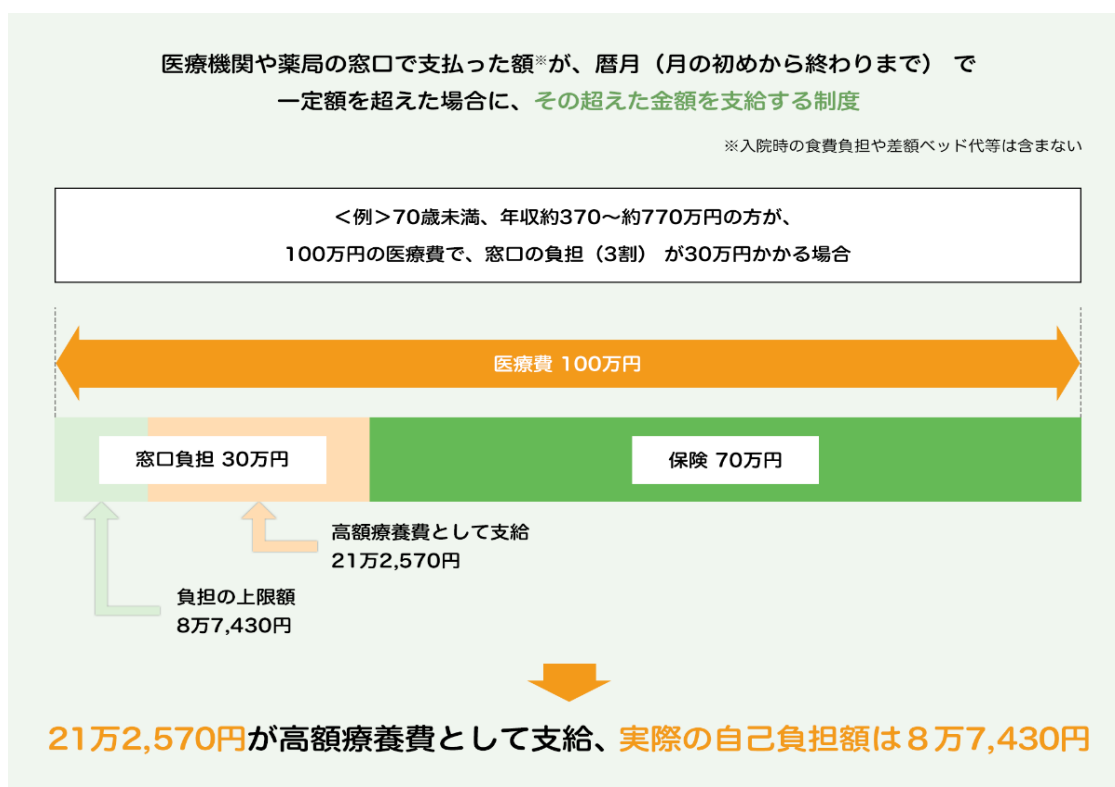 医療機関や薬局の窓口で支払った額※が、暦月（月の初めから終わりまで） で
一定額を超えた場合に、その超えた金額を支給する制度
※入院時の食費負担や差額ベッド代等は含まない
＜例＞70歳未満、年収約370〜約770万円の方が、
100万円の医療費で、窓口の負担（3割） が30万円かかる場合
医療費 100万円
窓口負担 30万円
保険 70万円
高額療養費として支給
21万2,570円
負担の上限額
8万7,430円
21万2,570円が高額療養費として支給、実際の自己負担額は８万7,430円